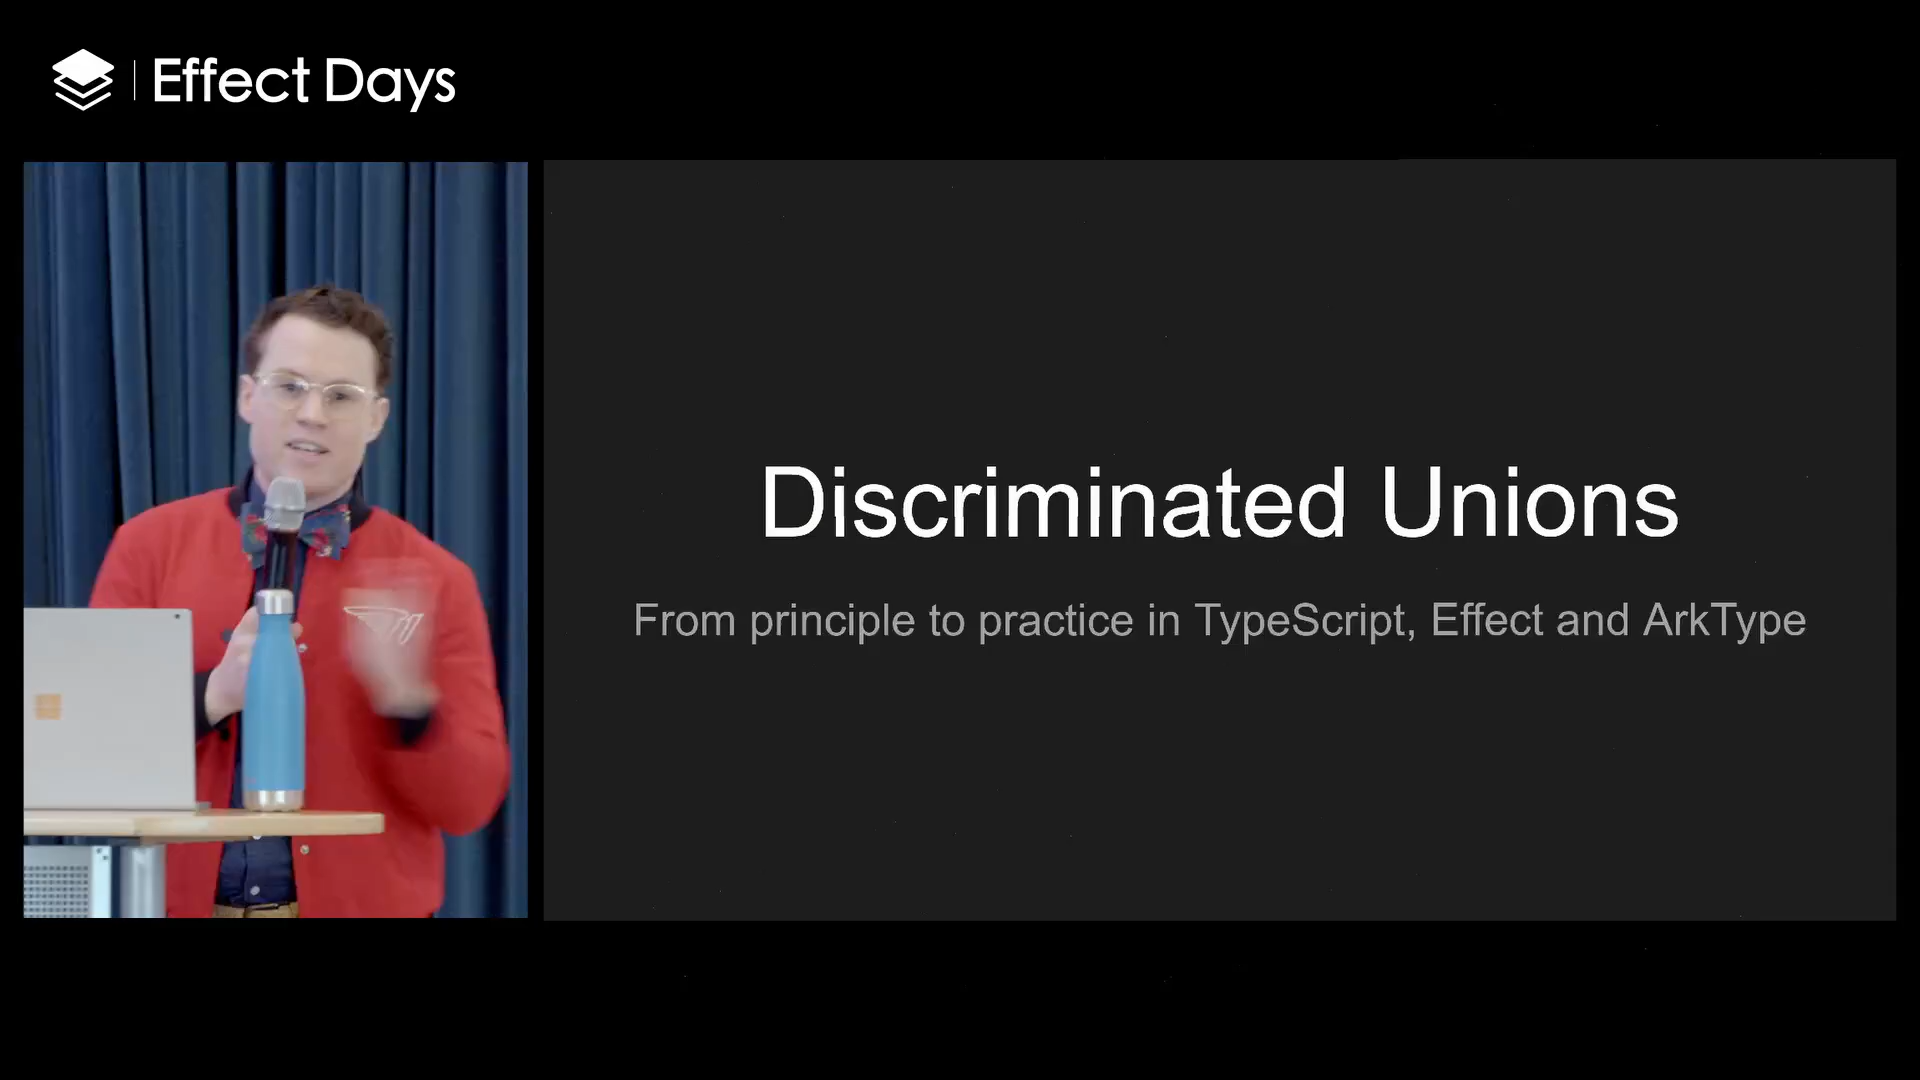 Effect Days
Discriminated Unions
From principle to practice in TypeScript, Effect and ArkType